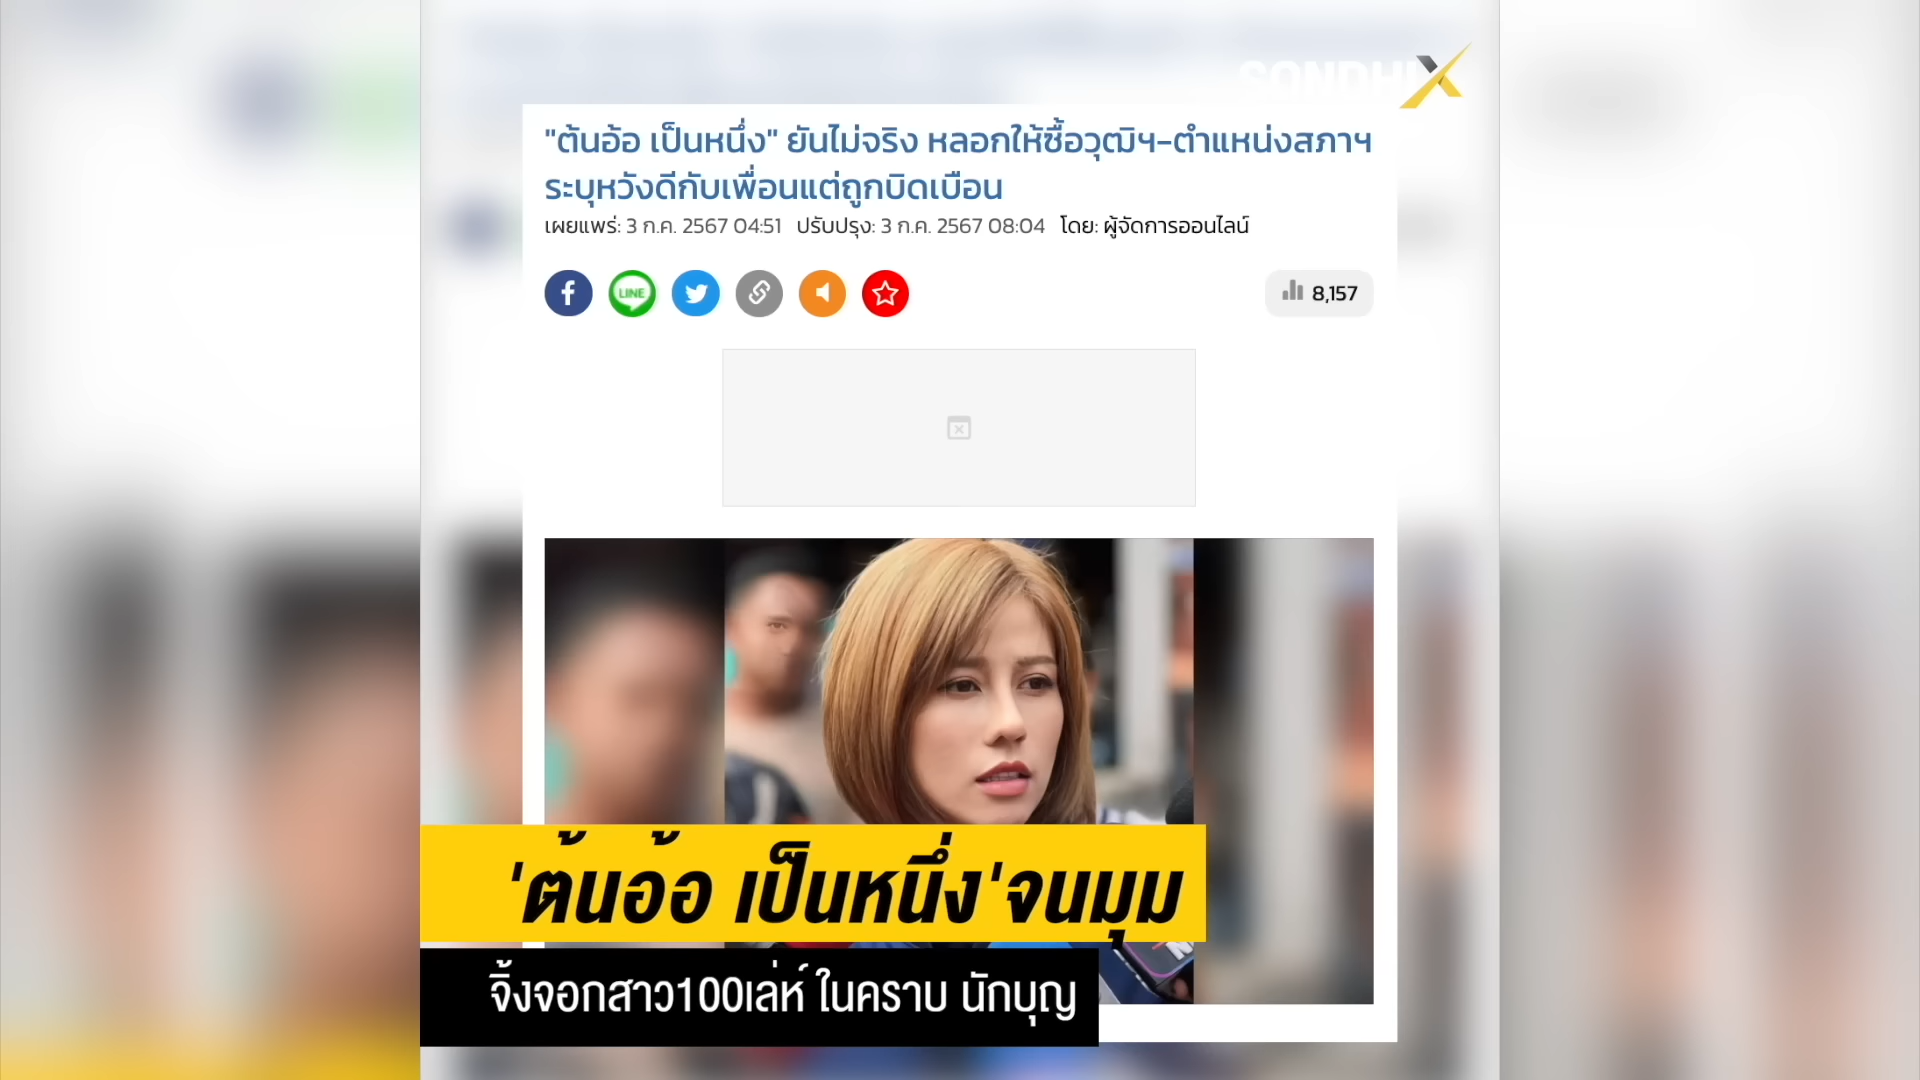 SONDHI X
"ต้นอ้อ เป็นหนึ่ง" ยันไม่จริง หลอกให้ซื้อวุฒิฯ-ตำแหน่งสภาฯ
ระบุหวังดีกับเพื่อนแต่ถูกบิดเบือน
เผยแพร่: 3 ก.ค. 2567 04:51 ปรับปรุง: 3 ก.ค. 2567 08:04 โดย: ผู้จัดการออนไลน์
LINE
8,157
'ต้นอ้อ เป็นหนึ่ง'จนมุม
จิ้งจอกสาว100เล่ห์ ในคราบ นักบุญ